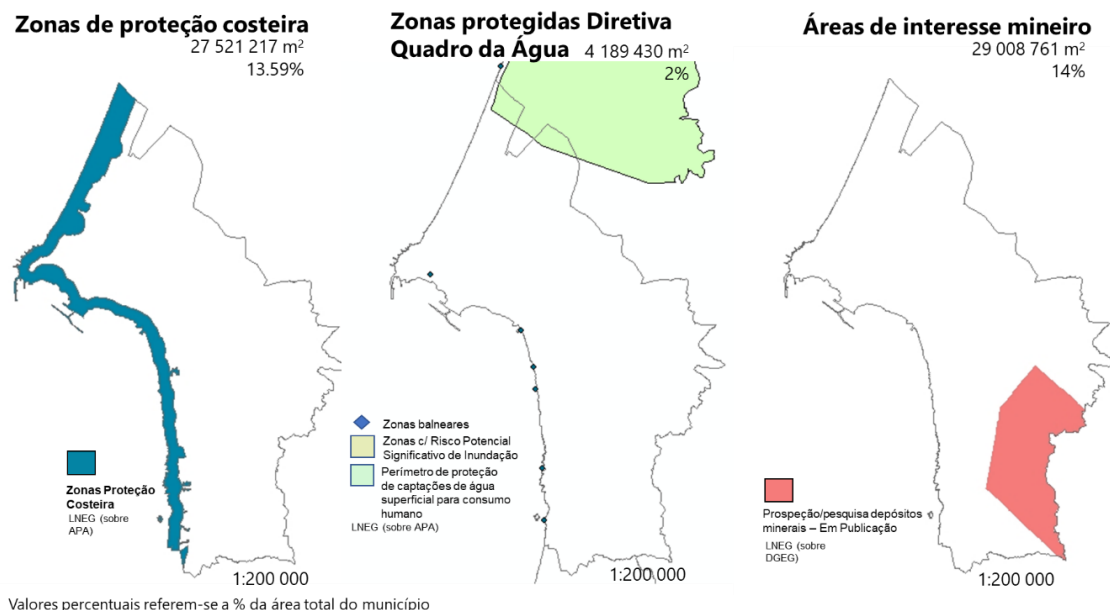 Zonas de proteção costeira
27 521 217 m²
13.59%
Zonas Proteção
Costeira
LNEG (sobre
APA)
1:200 000
Zonas protegidas Diretiva
Quadro da Água 4 189 430 m²
2%
Zonas balneares
Zonas c/ Risco Potencial
Significativo de Inundação
Perímetro de proteção
de captações de água
superficial para consumo
humano
LNEG (sobre APA)
1:200 000
Áreas de interesse mineiro
29 008 761 m²
14%
Prospeção/pesquisa depósitos
minerais – Em Publicação
LNEG (sobre
DGEG)
1:200 000
Valores percentuais referem-se a % da área total do município